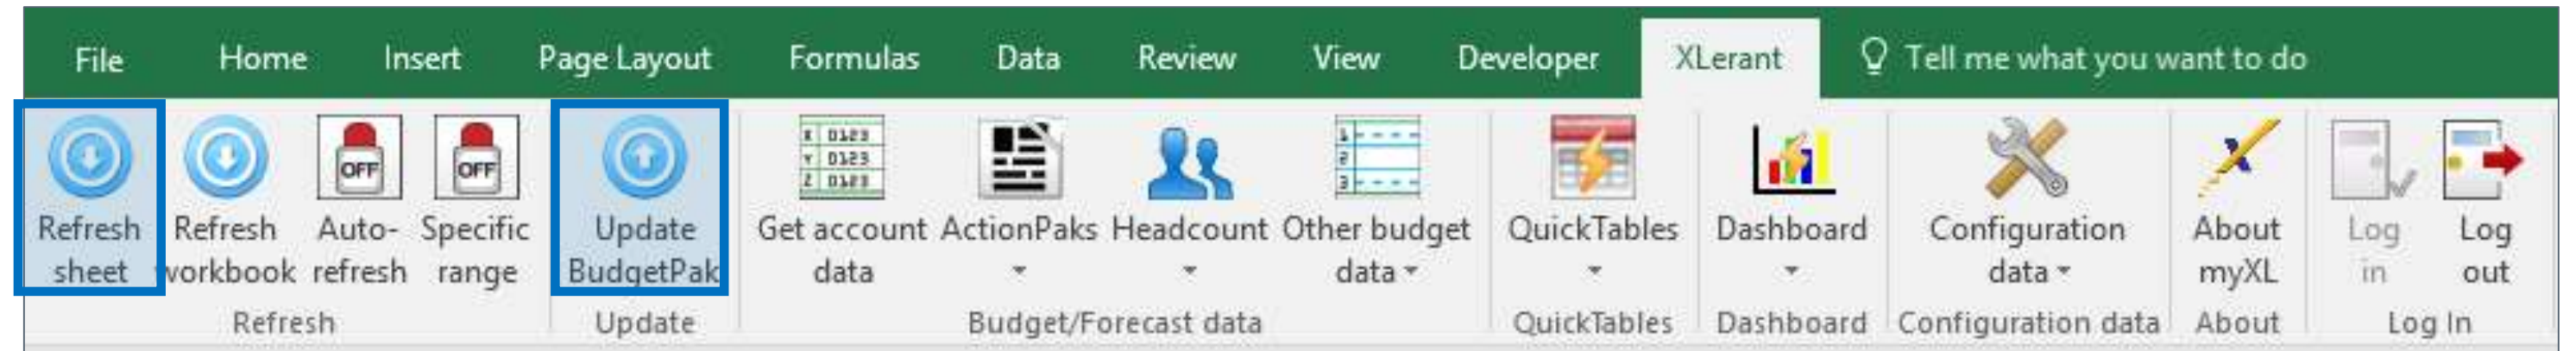 File Home Insert Page Layout Formulas Data Review View Developer XLerant Tell me what you want to do
OFF OFF
Refresh Refresh Auto- Specific Update Get account ActionPaks Headcount Other budget QuickTables Dashboard Configuration About Log Log
sheet workbook refresh range BudgetPak data data data myXL in out
Refresh Update Budget/Forecast data QuickTables Dashboard Configuration data About Log In